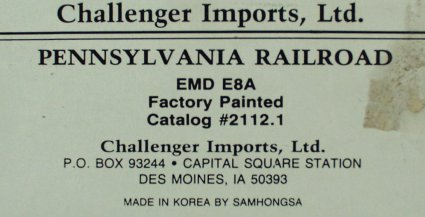 Challenger Imports, Ltd.
PENNSYLVANIA RAILROAD
EMD E8A
Factory Painted
Catalog #2112.1
Challenger Imports, Ltd.
P.O. BOX 93244 • CAPITAL SQUARE STATION
DES MOINES, IA 50393
MADE IN KOREA BY SAMHONGSA